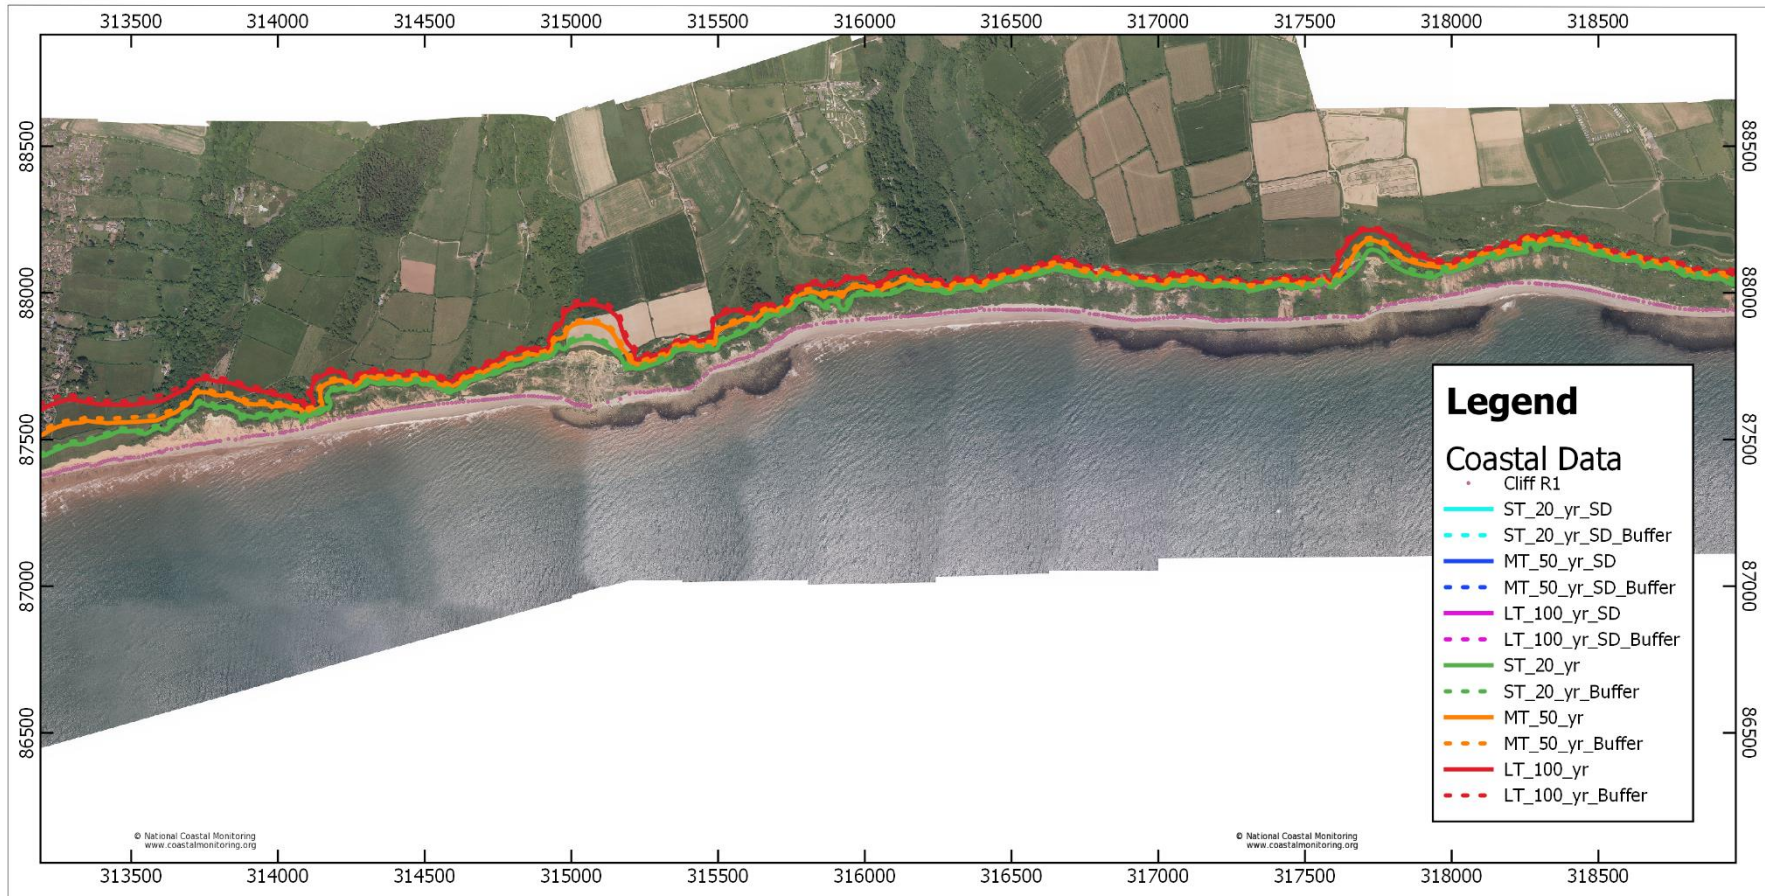 313500 314000 314500 315000 315500 316000 316500 317000 317500 318000 318500
88500 88500
88000 88000
87500 87500
87000 87000
86500 86500
Legend
Coastal Data
Cliff R1
ST_20_yr_SD
ST_20_yr_SD_Buffer
MT_50_yr_SD
MT_50_yr_SD_Buffer
LT_100_yr_SD
LT_100_yr_SD_Buffer
ST_20_yr
ST_20_yr_Buffer
MT_50_yr
MT_50_yr_Buffer
LT_100_yr
LT_100_yr_Buffer
© National Coastal Monitoring
www.coastalmonitoring.org
© National Coastal Monitoring
www.coastalmonitoring.org
313500 314000 314500 315000 315500 316000 316500 317000 317500 318000 318500